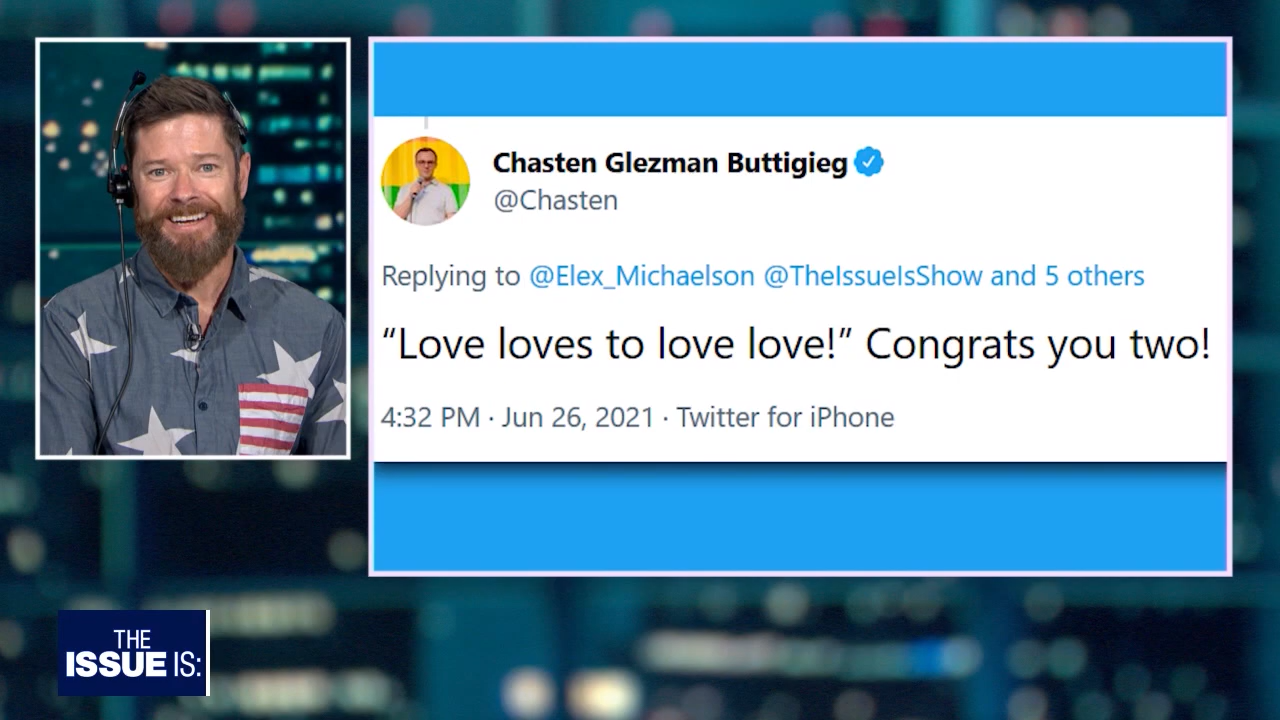 Chasten Glezman Buttigieg
@Chasten
Replying to @Elex_Michaelson @TheIssueIsShow and 5 others
“Love loves to love love!” Congrats you two!
4:32 PM · Jun 26, 2021 · Twitter for iPhone
THE
ISSUE IS: